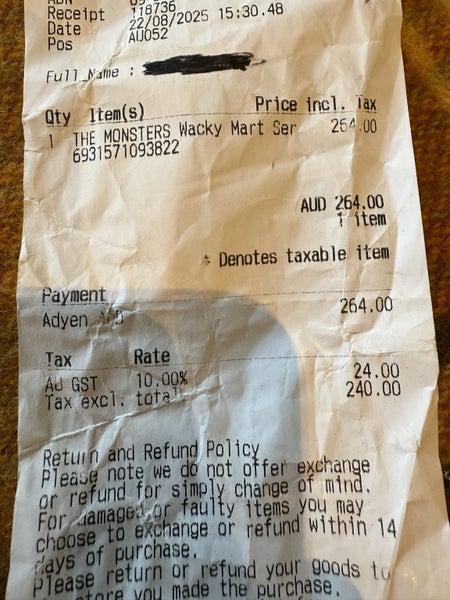 Receipt 118736
Date 22/08/2025 15:30.48
Pos AU052
Full Name :
Qty Item(s) Price incl. Tax
1 THE MONSTERS Wacky Mart Ser 264.00
6931571093822
AUD 264.00
1 item
* Denotes taxable item
Payment
Adyen 264.00
Tax Rate
AU GST 10.00% 24.00
Tax excl. total 240.00
Return and Refund Policy
Please note we do not offer exchange
or refund for simply change of mind.
For damaged or faulty items you may
choose to exchange or refund within 14
days of purchase.
Please return or refund your goods to
store you made the purchase.